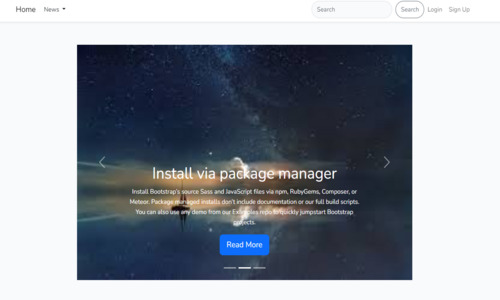 Home
News
Search
Search
Login
Sign Up
Install via package manager
Install Bootstrap's source Sass and JavaScript files via npm, RubyGems, Composer, or
Meteor. Package managed installs don't include documentation or our full build scripts.
You can also use any demo from our Examples repo to quickly jumpstart Bootstrap
projects.
Read More